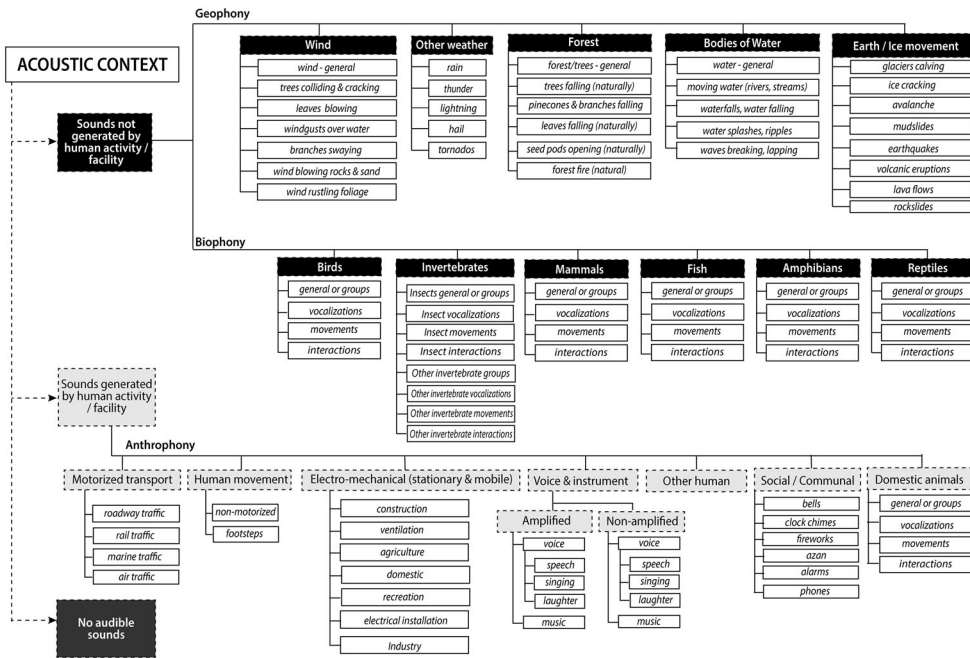 ACOUSTIC CONTEXT
Sounds not
generated by
human activity /
facility
Geophony
Wind
wind - general
trees colliding & cracking
leaves blowing
windgusts over water
branches swaying
wind blowing rocks & sand
wind rustling foliage
Other weather
rain
thunder
lightning
hail
tornados
Forest
forest/trees - general
trees falling (naturally)
pinecones & branches falling
leaves falling (naturally)
seed pods opening (naturally)
forest fire (natural)
Bodies of Water
water - general
moving water (rivers, streams)
waterfalls, water falling
water splashes, ripples
waves breaking, lapping
Earth / Ice movement
glaciers calving
ice cracking
avalanche
mudslides
earthquakes
volcanic eruptions
lava flows
rockslides
Biophony
Birds
general or groups
vocalizations
movements
interactions
Invertebrates
Insects general or groups
Insect vocalizations
Insect movements
Insect interactions
Other invertebrate groups
Other invertebrate vocalizations
Other invertebrate movements
Other invertebrate interactions
Mammals
general or groups
vocalizations
movements
interactions
Fish
general or groups
vocalizations
movements
interactions
Amphibians
general or groups
vocalizations
movements
interactions
Reptiles
general or groups
vocalizations
movements
interactions
Sounds generated
by human activity
/ facility
Anthrophony
Motorized transport
roadway traffic
rail traffic
marine traffic
air traffic
Human movement
non-motorized
footsteps
Electro-mechanical (stationary & mobile)
construction
ventilation
agriculture
domestic
recreation
electrical installation
Industry
Voice & instrument
Amplified
voice
speech
singing
laughter
music
Non-amplified
voice
speech
singing
laughter
music
Other human
Social / Communal
bells
clock chimes
fireworks
azan
alarms
phones
Domestic animals
general or groups
vocalizations
movements
interactions
No audible
sounds